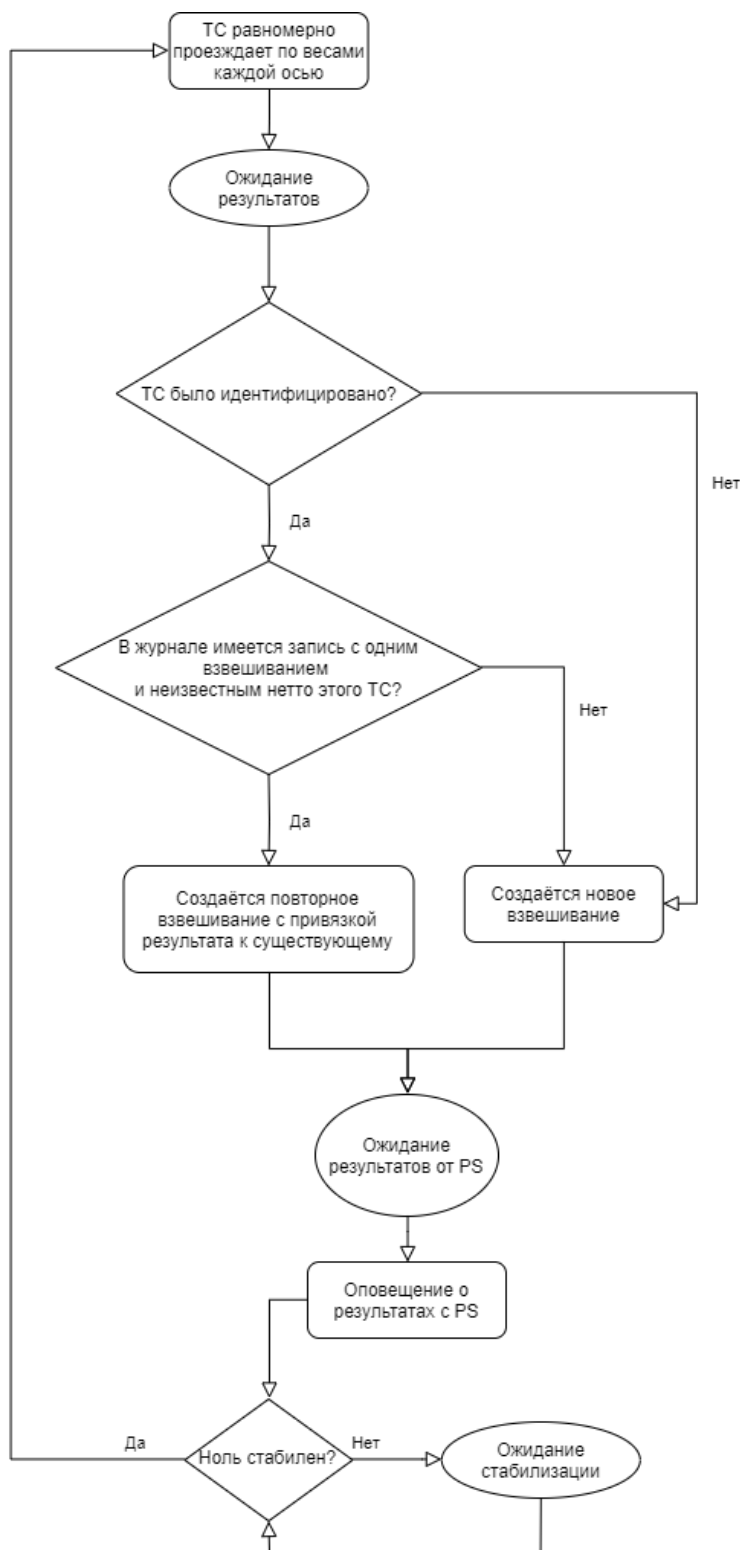 ТС равномерно
проезждает по весами
каждой осью
Ожидание
результатов
ТС было идентифицировано?
Нет
Да
В журнале имеется запись с одним
взвешиванием
и неизвестным нетто этого ТС?
Нет
Да
Создаётся повторное
взвешивание с привязкой
результата к существующему
Создаётся новое
взвешивание
Ожидание
результатов от PS
Оповещение о
результатах с PS
Да
Ноль стабилен?
Нет
Ожидание
стабилизации